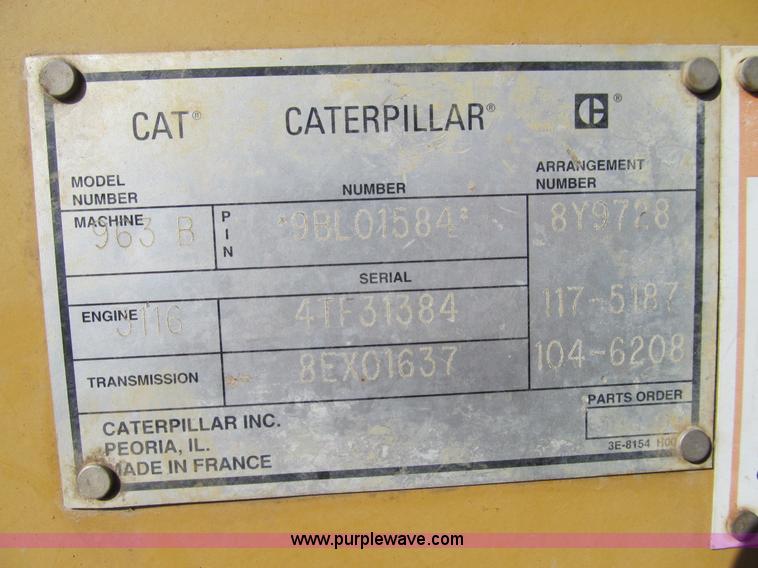 CAT® CATERPILLAR® ®
MODEL NUMBER NUMBER ARRANGEMENT NUMBER
MACHINE 963 B PIN *9BL01584* 8Y9728
SERIAL
ENGINE 3116 4TF31384 117-5187
TRANSMISSION 8EX01637 104-6208
PARTS ORDER
CATERPILLAR INC.
PEORIA, IL.
MADE IN FRANCE
3E-8154
www.purplewave.com